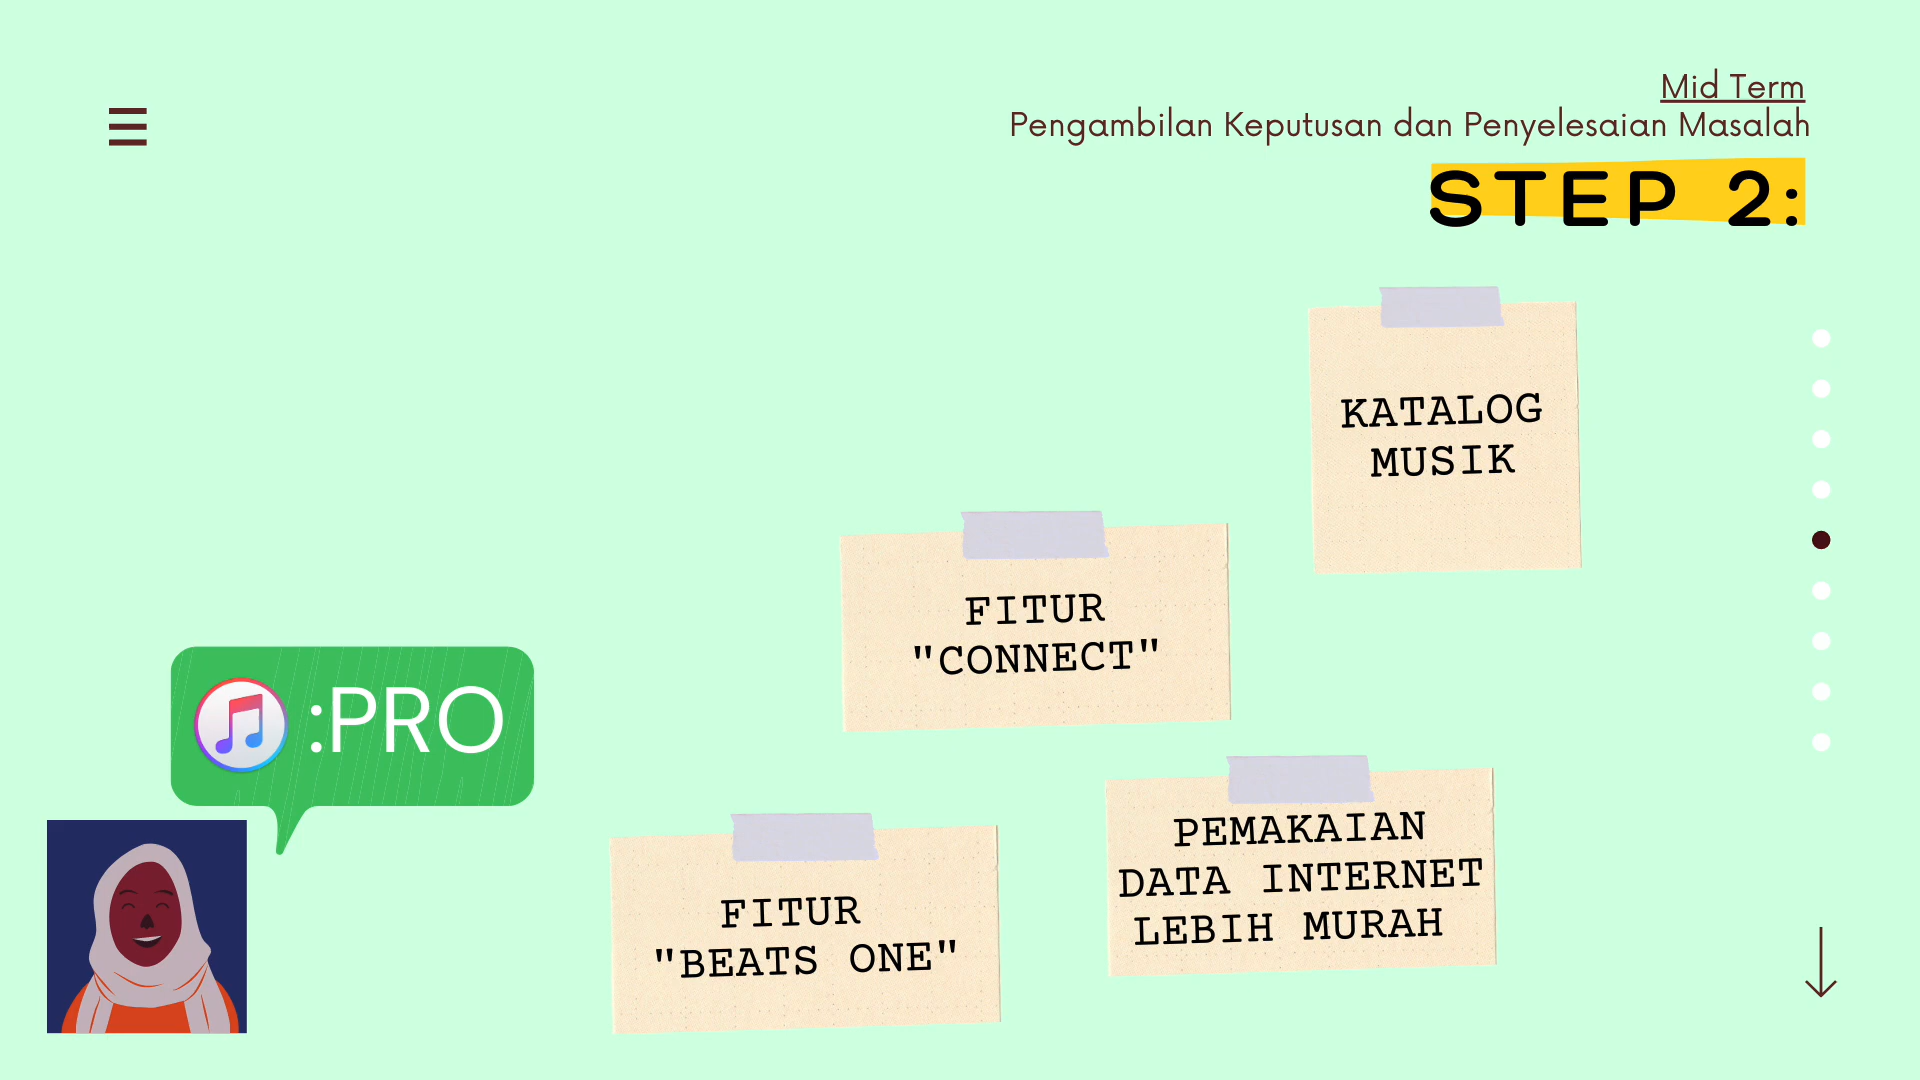 Mid Term
Pengambilan Keputusan dan Penyelesaian Masalah
STEP 2:
KATALOG
MUSIK
FITUR
"CONNECT"
:PRO
PEMAKAIAN
DATA INTERNET
LEBIH MURAH
FITUR
"BEATS ONE"